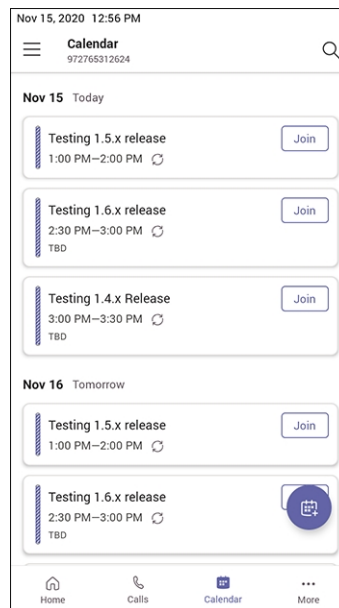 Nov 15, 2020 12:56 PM
Calendar
972765312624
Nov 15 Today
Testing 1.5.x release
Join
1:00 PM—2:00 PM
Testing 1.6.x release
Join
2:30 PM—3:00 PM
TBD
Testing 1.4.x Release
Join
3:00 PM—3:30 PM
TBD
Nov 16 Tomorrow
Testing 1.5.x release
Join
1:00 PM—2:00 PM
Testing 1.6.x release
2:30 PM—3:00 PM
TBD
Home
Calls
Calendar
More